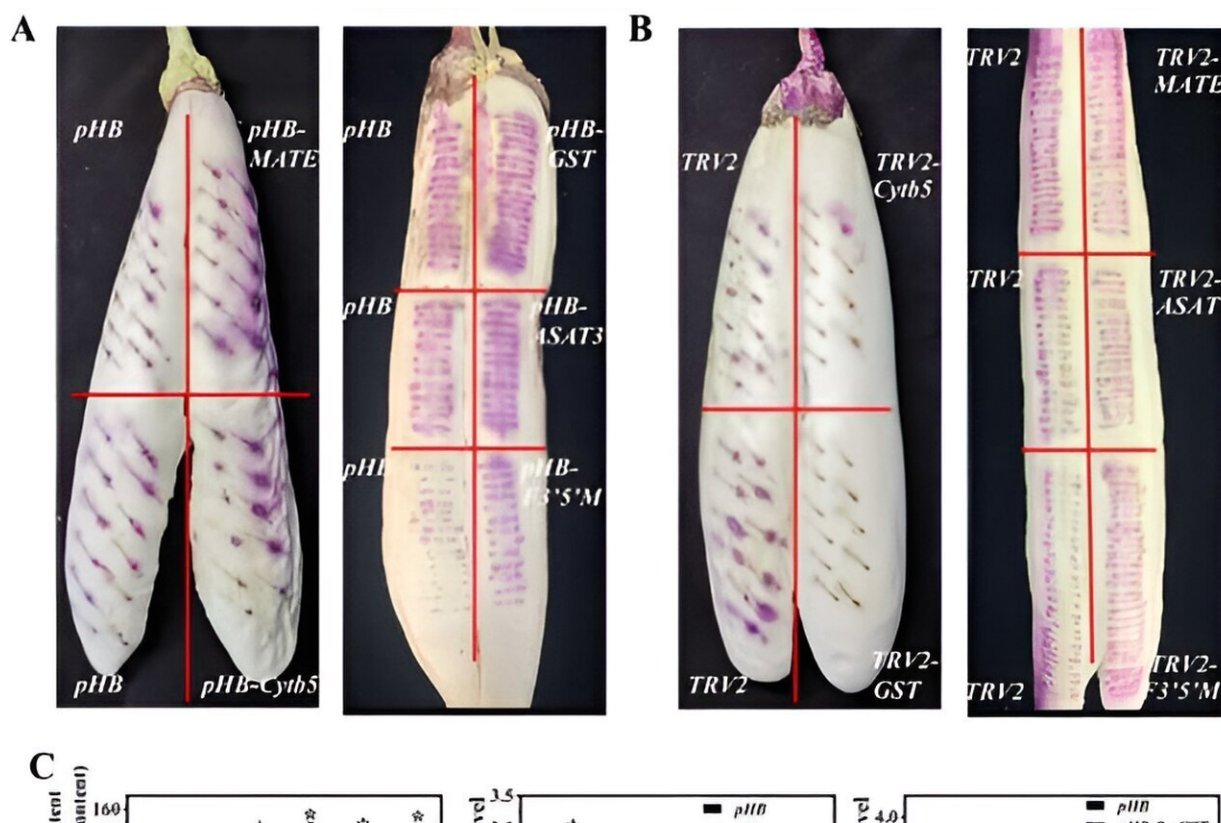 A
B
pHB
pHB-
MATE
pHB
pHB-
GST
TRV2
TRV2-
Cytb5
TRV2
TRV2-
MATE
pHB
pHB-
ASAT3
TRV2
TRV2-
ASAT
pHB
pHB-
F3'5'M
pHB
pHB-Cytb5
TRV2
TRV2-
GST
TRV2
TRV2-
F3'5'M
C
160
3.5
pHB
4.0
pHB